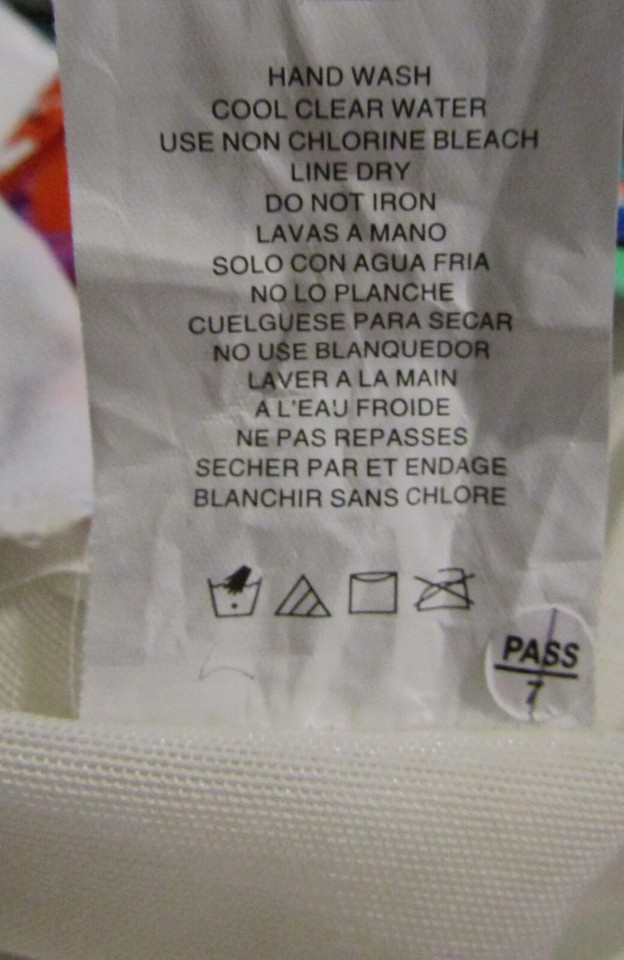 HAND WASH
COOL CLEAR WATER
USE NON CHLORINE BLEACH
LINE DRY
DO NOT IRON
LAVAS A MANO
SOLO CON AGUA FRIA
NO LO PLANCHE
CUELGUESE PARA SECAR
NO USE BLANQUEDOR
LAVER A LA MAIN
A L'EAU FROIDE
NE PAS REPASSES
SECHER PAR ET ENDAGE
BLANCHIR SANS CHLORE
PASS
7